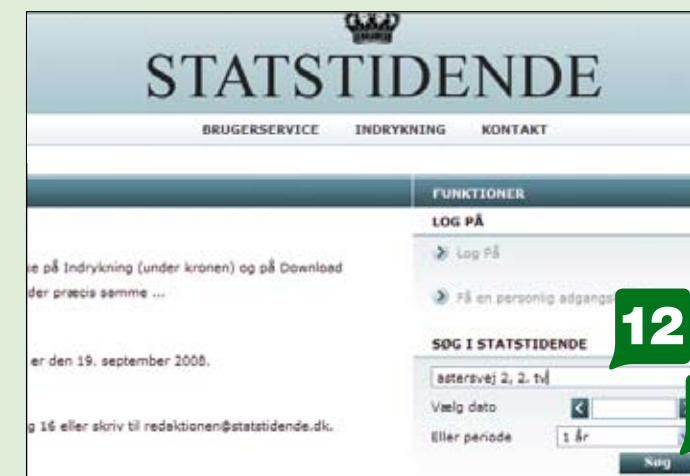 STATSTIDENDE
BRUGERSERVICE INDRYKNING KONTAKT
på Indrykning (under kronen) og på Download
der præcis samme ...
er den 19. september 2008.
16 eller skriv til redaktionen@statstidende.dk.
FUNKTIONER
LOG PÅ
Log På
Få en personlig
SØG I STATSTIDENDE
12
astersvej 2, 2. tv
Vælg dato
Eller periode 1 år
Søg